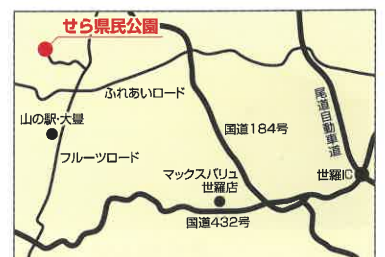 せら県民公園
ふれあいロード
山の駅・大豊
フルーツロード
国道184号
尾道自動車道
マックスバリュ
世羅店
世羅IC
国道432号